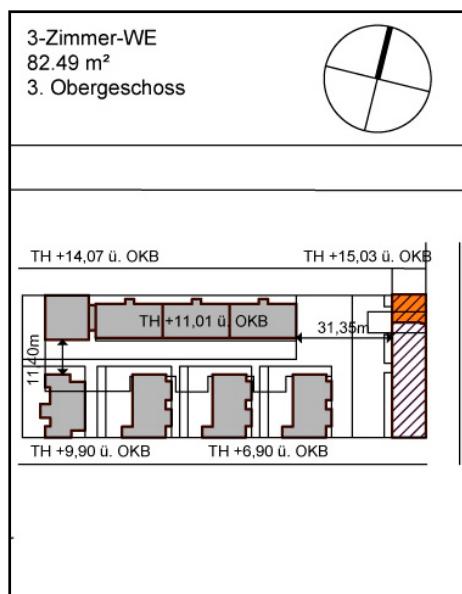 3-Zimmer-WE
82.49 m²
3. Obergeschoss
TH +14,07 ü. OKB
TH +15,03 ü. OKB
TH +11,01 ü. OKB
31,35m
11,40m
TH +9,90 ü. OKB
TH +6,90 ü. OKB